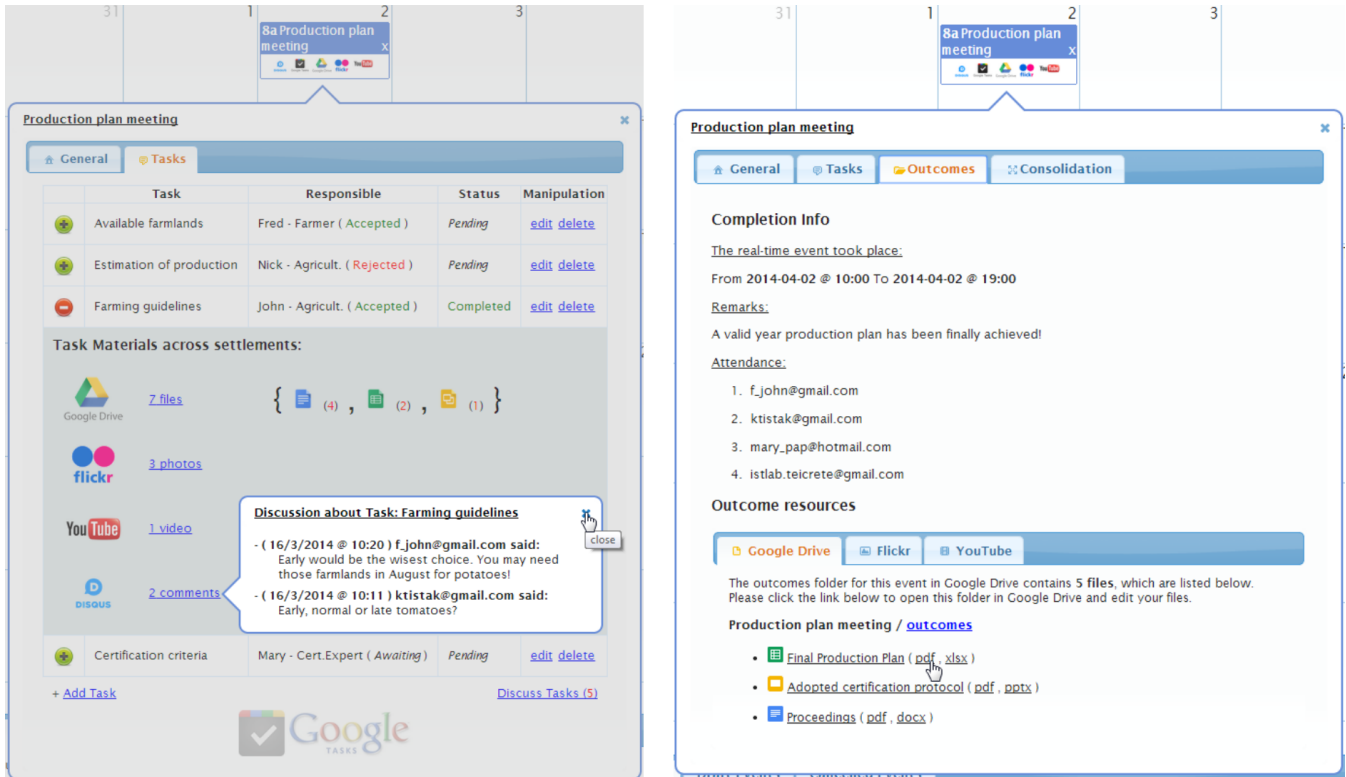 31 1 2 3
8a Production plan
meeting x
Production plan meeting
General Tasks
Task Responsible Status Manipulation
Available farmlands Fred - Farmer ( Accepted ) Pending edit delete
Estimation of production Nick - Agricult. ( Rejected ) Pending edit delete
Farming guidelines John - Agricult. ( Accepted ) Completed edit delete
Task Materials across settlements:
Google Drive 7 files { (4) , (2) , (1) }
flickr 3 photos
YouTube 1 video
DISQUS 2 comments
Discussion about Task: Farming guidelines
close
- ( 16/3/2014 @ 10:20 ) f_john@gmail.com said:
Early would be the wisest choice. You may need
those farmlands in August for potatoes!
- ( 16/3/2014 @ 10:11 ) ktistak@gmail.com said:
Early, normal or late tomatoes?
Certification criteria Mary - Cert.Expert ( Awaiting ) Pending edit delete
+ Add Task Discuss Tasks (5)
Google
TASKS
31 1 2 3
8a Production plan
meeting x
Production plan meeting
General Tasks Outcomes Consolidation
Completion Info
The real-time event took place:
From 2014-04-02 @ 10:00 To 2014-04-02 @ 19:00
Remarks:
A valid year production plan has been finally achieved!
Attendance:
1. f_john@gmail.com
2. ktistak@gmail.com
3. mary_pap@hotmail.com
4. istlab.teicrete@gmail.com
Outcome resources
Google Drive Flickr YouTube
The outcomes folder for this event in Google Drive contains 5 files, which are listed below.
Please click the link below to open this folder in Google Drive and edit your files.
Production plan meeting / outcomes
• Final Production Plan ( pdf , xlsx )
• Adopted certification protocol ( pdf , pptx )
• Proceedings ( pdf , docx )